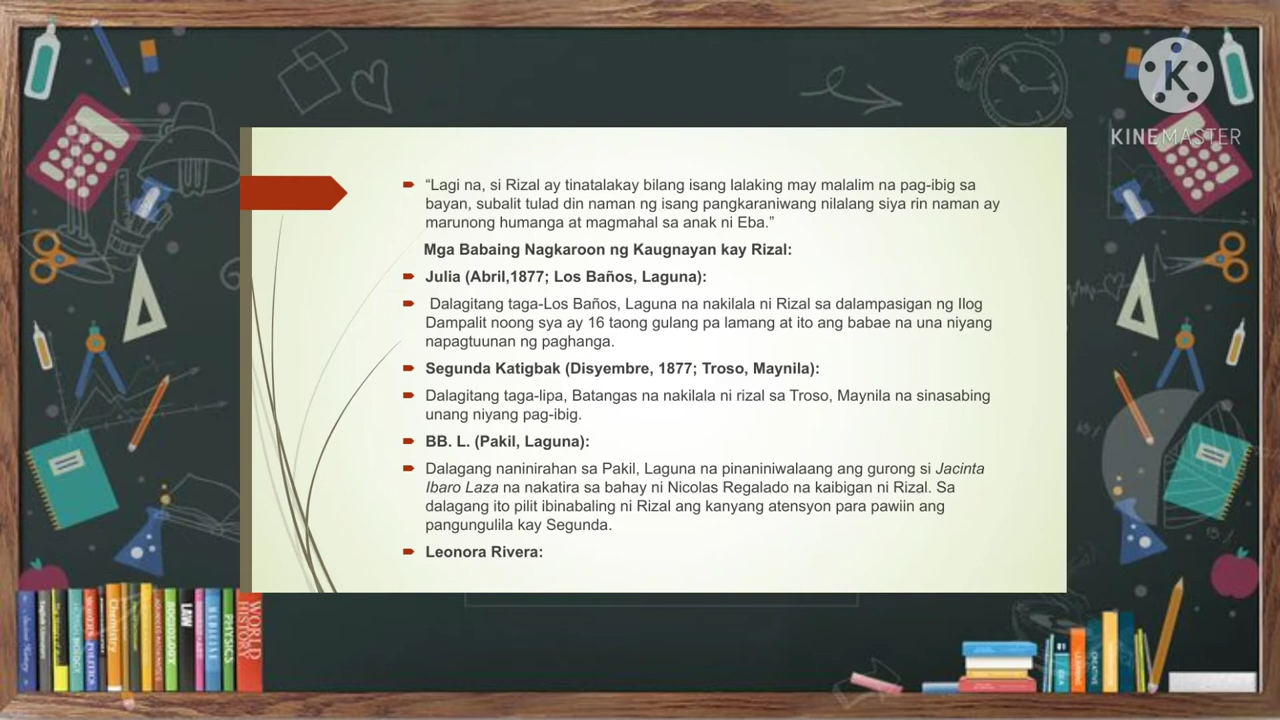 KINEMASTER
“Lagi na, si Rizal ay tinatalakay bilang isang lalaking may malalim na pag-ibig sa
bayan, subalit tulad din naman ng isang pangkaraniwang nilalang siya rin naman ay
marunong humanga at magmahal sa anak ni Eba.”
Mga Babaing Nagkaroon ng Kaugnayan kay Rizal:
Julia (Abril,1877; Los Baños, Laguna):
Dalagitang taga-Los Baños, Laguna na nakilala ni Rizal sa dalampasigan ng Ilog
Dampalit noong sya ay 16 taong gulang pa lamang at ito ang babae na una niyang
napagtuunan ng paghanga.
Segunda Katigbak (Disyembre, 1877; Troso, Maynila):
Dalagitang taga-lipa, Batangas na nakilala ni rizal sa Troso, Maynila na sinasabing
unang niyang pag-ibig.
BB. L. (Pakil, Laguna):
Dalagang naninirahan sa Pakil, Laguna na pinaniniwalaang ang gurong si Jacinta
Ibaro Laza na nakatira sa bahay ni Nicolas Regalado na kaibigan ni Rizal. Sa
dalagang ito pilit ibinabaling ni Rizal ang kanyang atensyon para pawiin ang
pangungulila kay Segunda.
Leonora Rivera:
Chemistry
LAW
SOCIOLOGY
PHYSICS
WORLD HISTORY
POLITICS